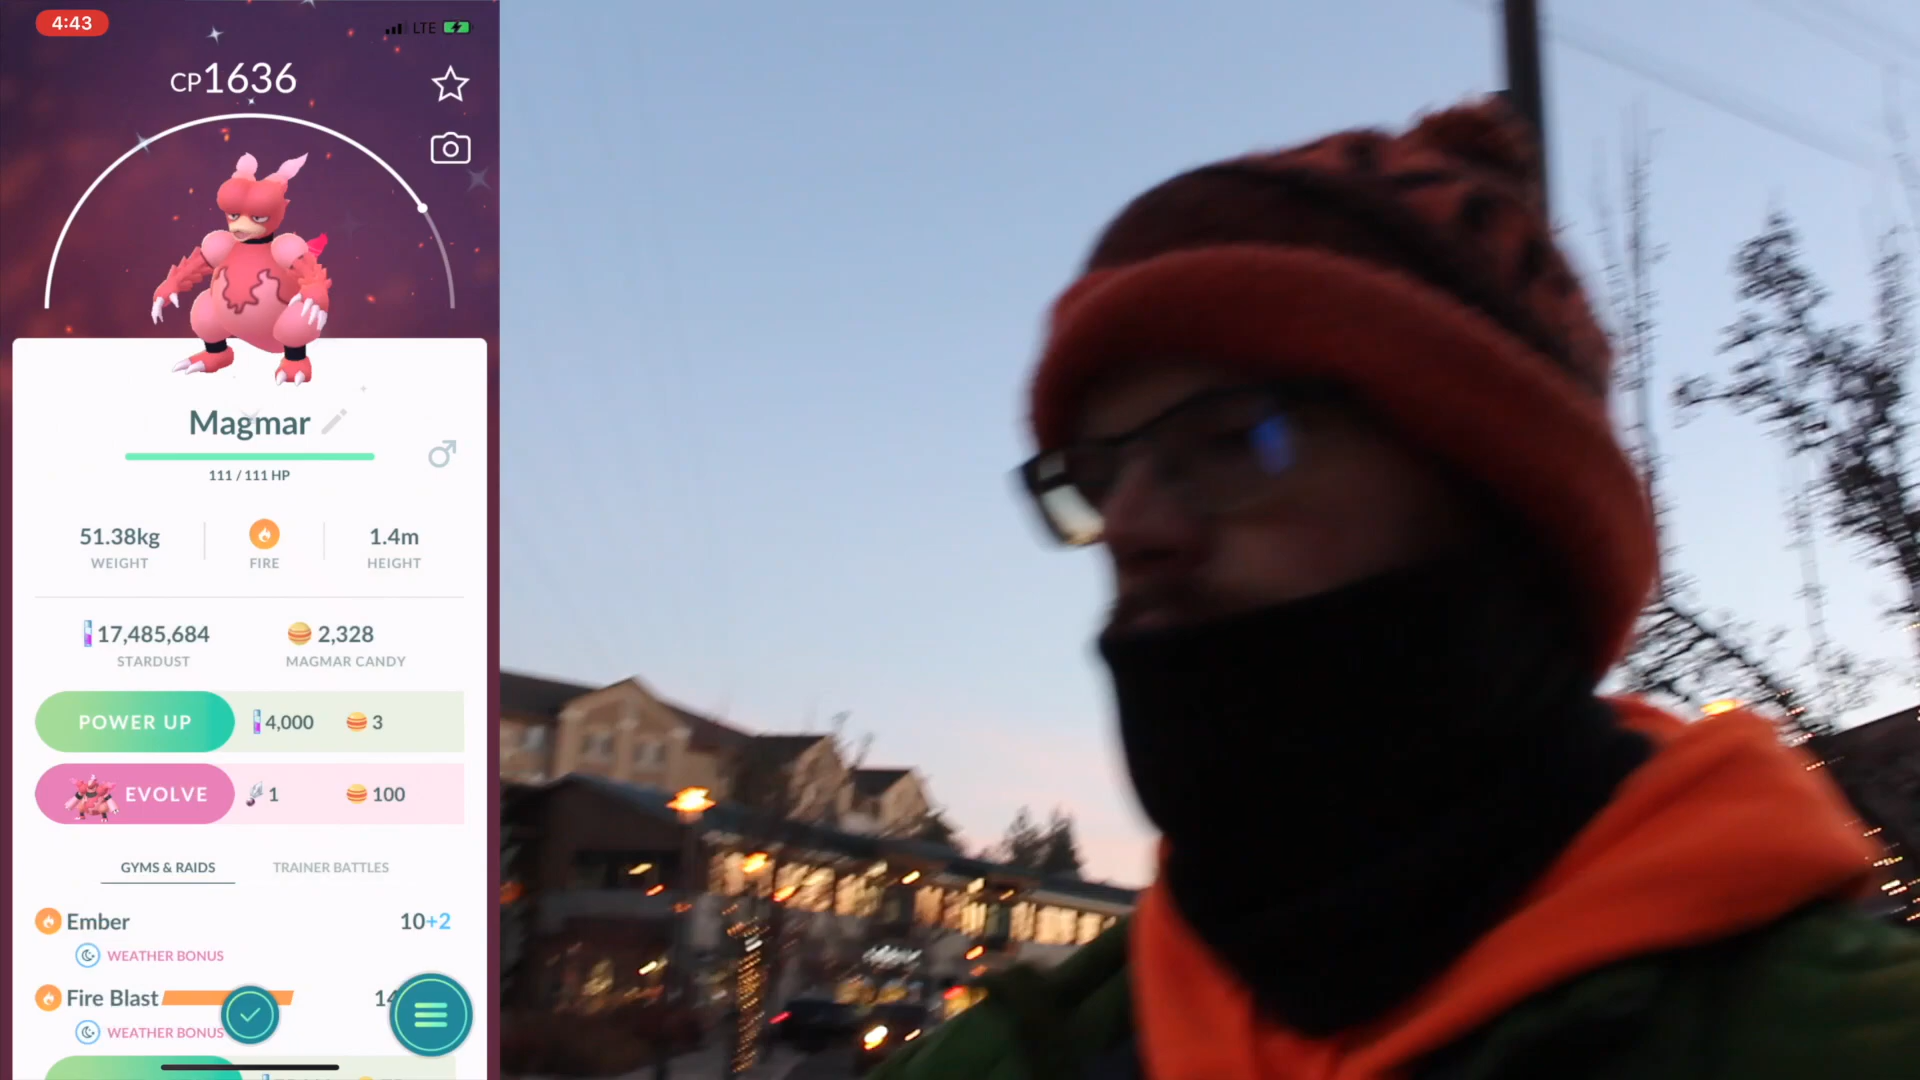 4:43
LTE
CP1636
Magmar
111 / 111 HP
51.38kg
WEIGHT
FIRE
1.4m
HEIGHT
17,485,684
STARDUST
2,328
MAGMAR CANDY
POWER UP 4,000 3
EVOLVE 1 100
GYMS & RAIDS TRAINER BATTLES
Ember 10+2
WEATHER BONUS
Fire Blast
WEATHER BONUS